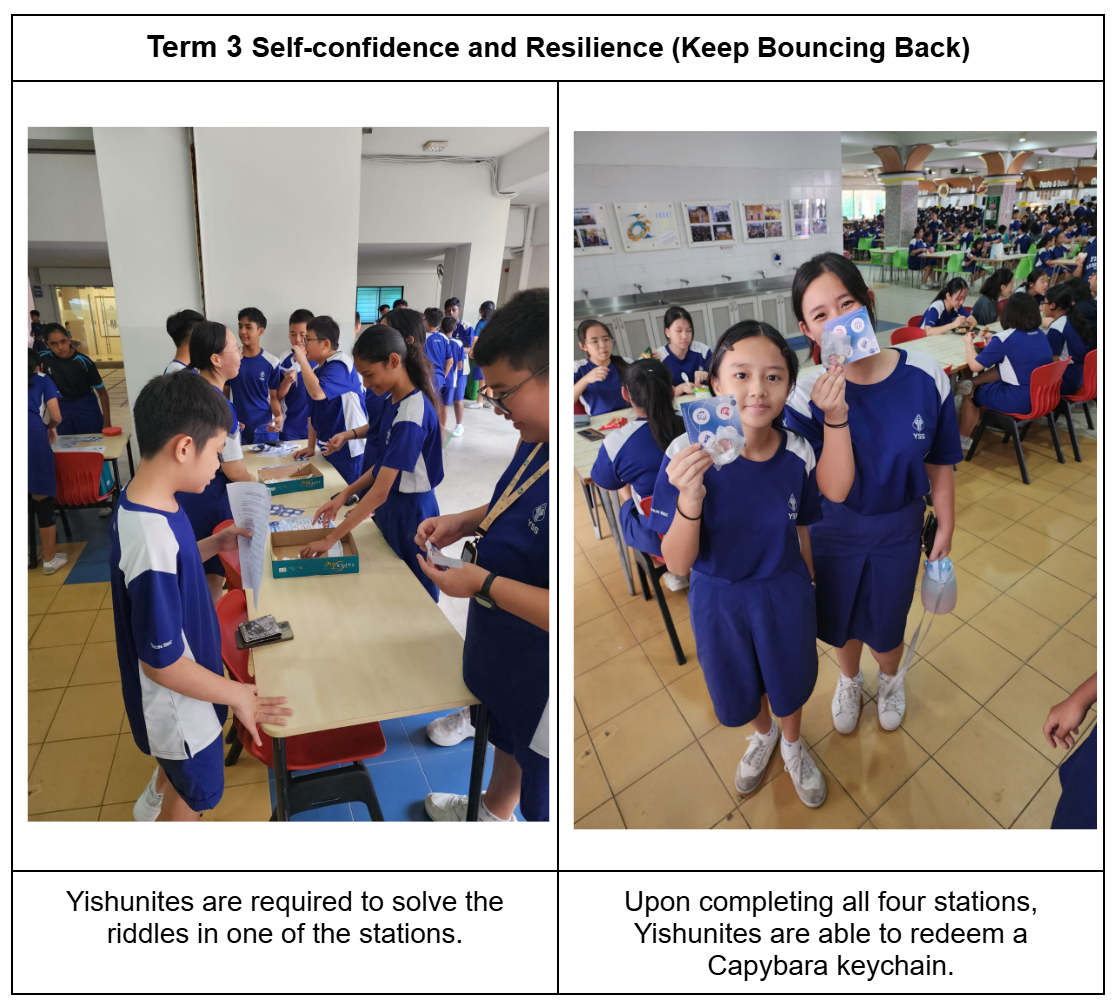 Term 3 Self-confidence and Resilience (Keep Bouncing Back)
YSS
YSS
YSS
Yishunites are required to solve the
riddles in one of the stations.
Upon completing all four stations,
Yishunites are able to redeem a
Capybara keychain.